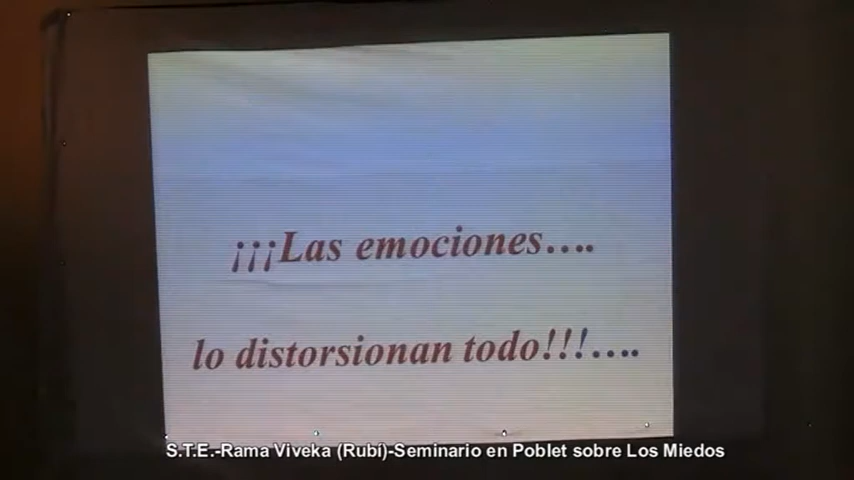 ¡¡¡Las emociones....
lo distorsionan todo!!!....
S.T.E.-Rama Viveka (Rubí)-Seminario en Poblet sobre Los Miedos